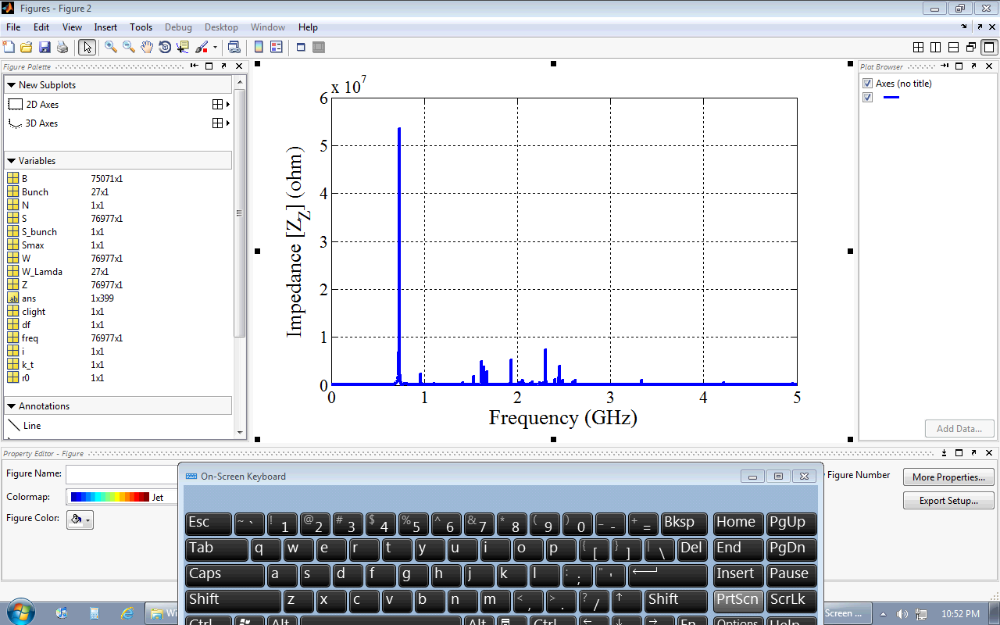 Figures - Figure 2
File Edit View Insert Tools Debug Desktop Window Help
Figure Palette
New Subplots
2D Axes
3D Axes
Variables
B 75071x1
Bunch 27x1
N 1x1
S 76977x1
S_bunch 1x1
Smax 1x1
W 76977x1
W_Lamda 27x1
Z 76977x1
ab ans 1x399
clight 1x1
df 1x1
freq 76977x1
i 1x1
k_t 1x1
r0 1x1
Annotations
Line
x 10^7
6
5
4
3
2
1
0
0 1 2 3 4 5
Impedance [Z_Z] (ohm)
Frequency (GHz)
Plot Browser
Axes (no title)
Add Data...
Property Editor - Figure
Figure Name:
Figure Number
More Properties...
Colormap: Jet
Export Setup...
Figure Color:
On-Screen Keyboard
Esc ~ ` ! 1 @ 2 # 3 $ 4 % 5 ^ 6 & 7 * 8 ( 9 ) 0 _ - + = Bksp Home PgUp
Tab q w e r t y u i o p { [ } ] | \ Del End PgDn
Caps a s d f g h j k l : ; " ' Insert Pause
Shift z x c v b n m < , > . ? / ↑ Shift PrtScn ScrLk
Ctrl Alt Alt Ctrl ← ↓ → Fn Options Help
Wi
Screen ...
10:52 PM